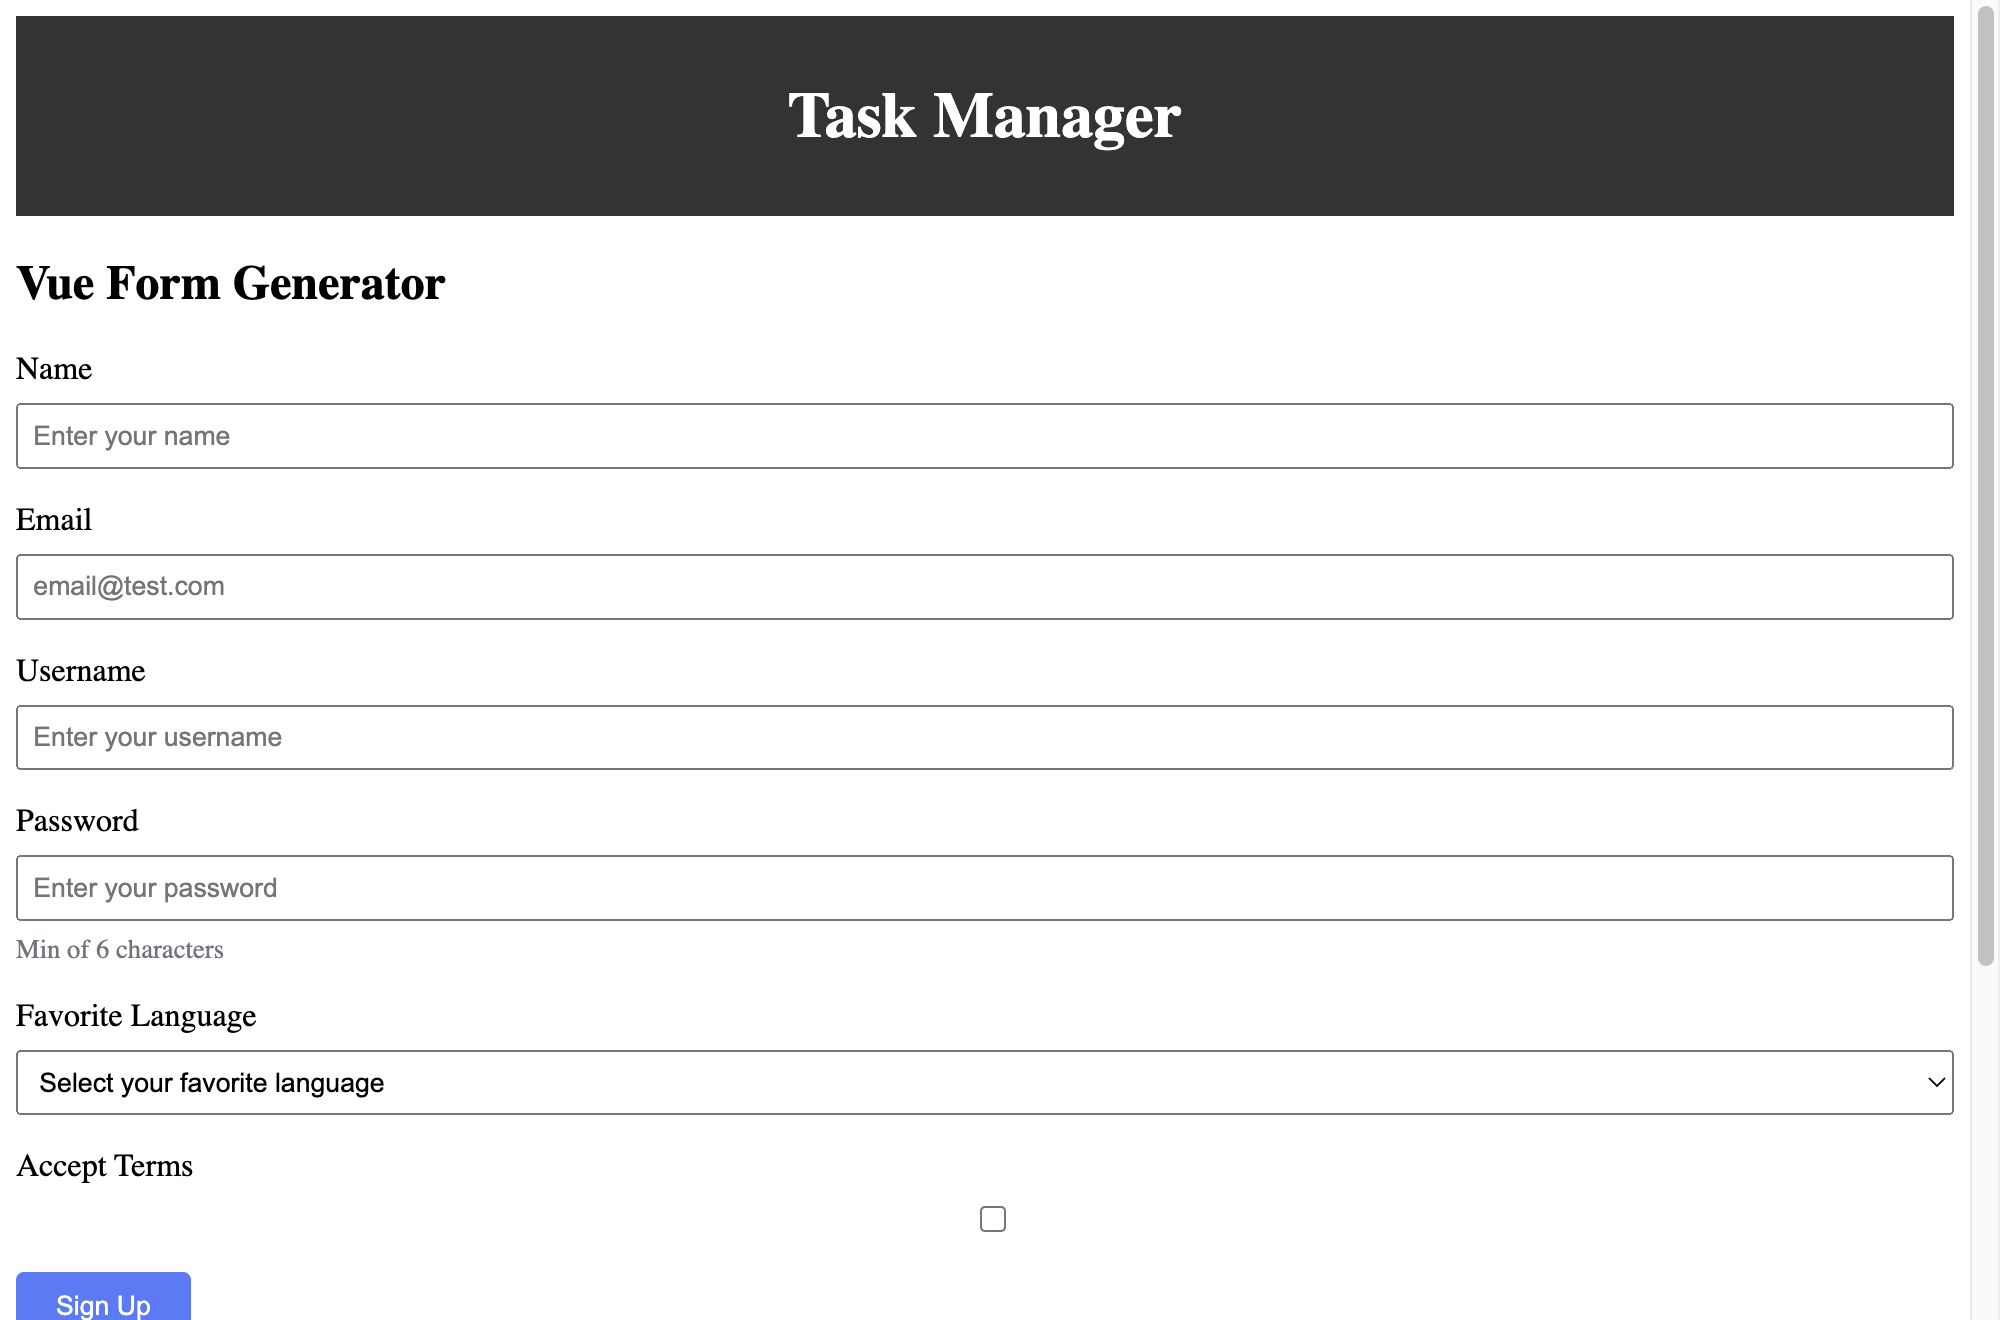 Task Manager
Vue Form Generator
Name
Enter your name
Email
email@test.com
Username
Enter your username
Password
Enter your password
Min of 6 characters
Favorite Language
Select your favorite language
Accept Terms
Sign Up